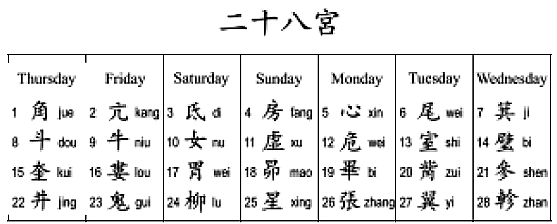 二十八宮
Thursday Friday Saturday Sunday Monday Tuesday Wednesday
1 角 jue 2 亢 kang 3 氐 di 4 房 fang 5 心 xin 6 尾 wei 7 箕 ji
8 斗 dou 9 牛 niu 10 女 nu 11 虛 xu 12 危 wei 13 室 shi 14 壁 bi
15 奎 kui 16 婁 lou 17 胃 wei 18 昴 mao 19 畢 bi 20 觜 zui 21 參 shen
22 井 jing 23 鬼 gui 24 柳 lu 25 星 xing 26 張 zhang 27 翼 yi 28 軫 zhan